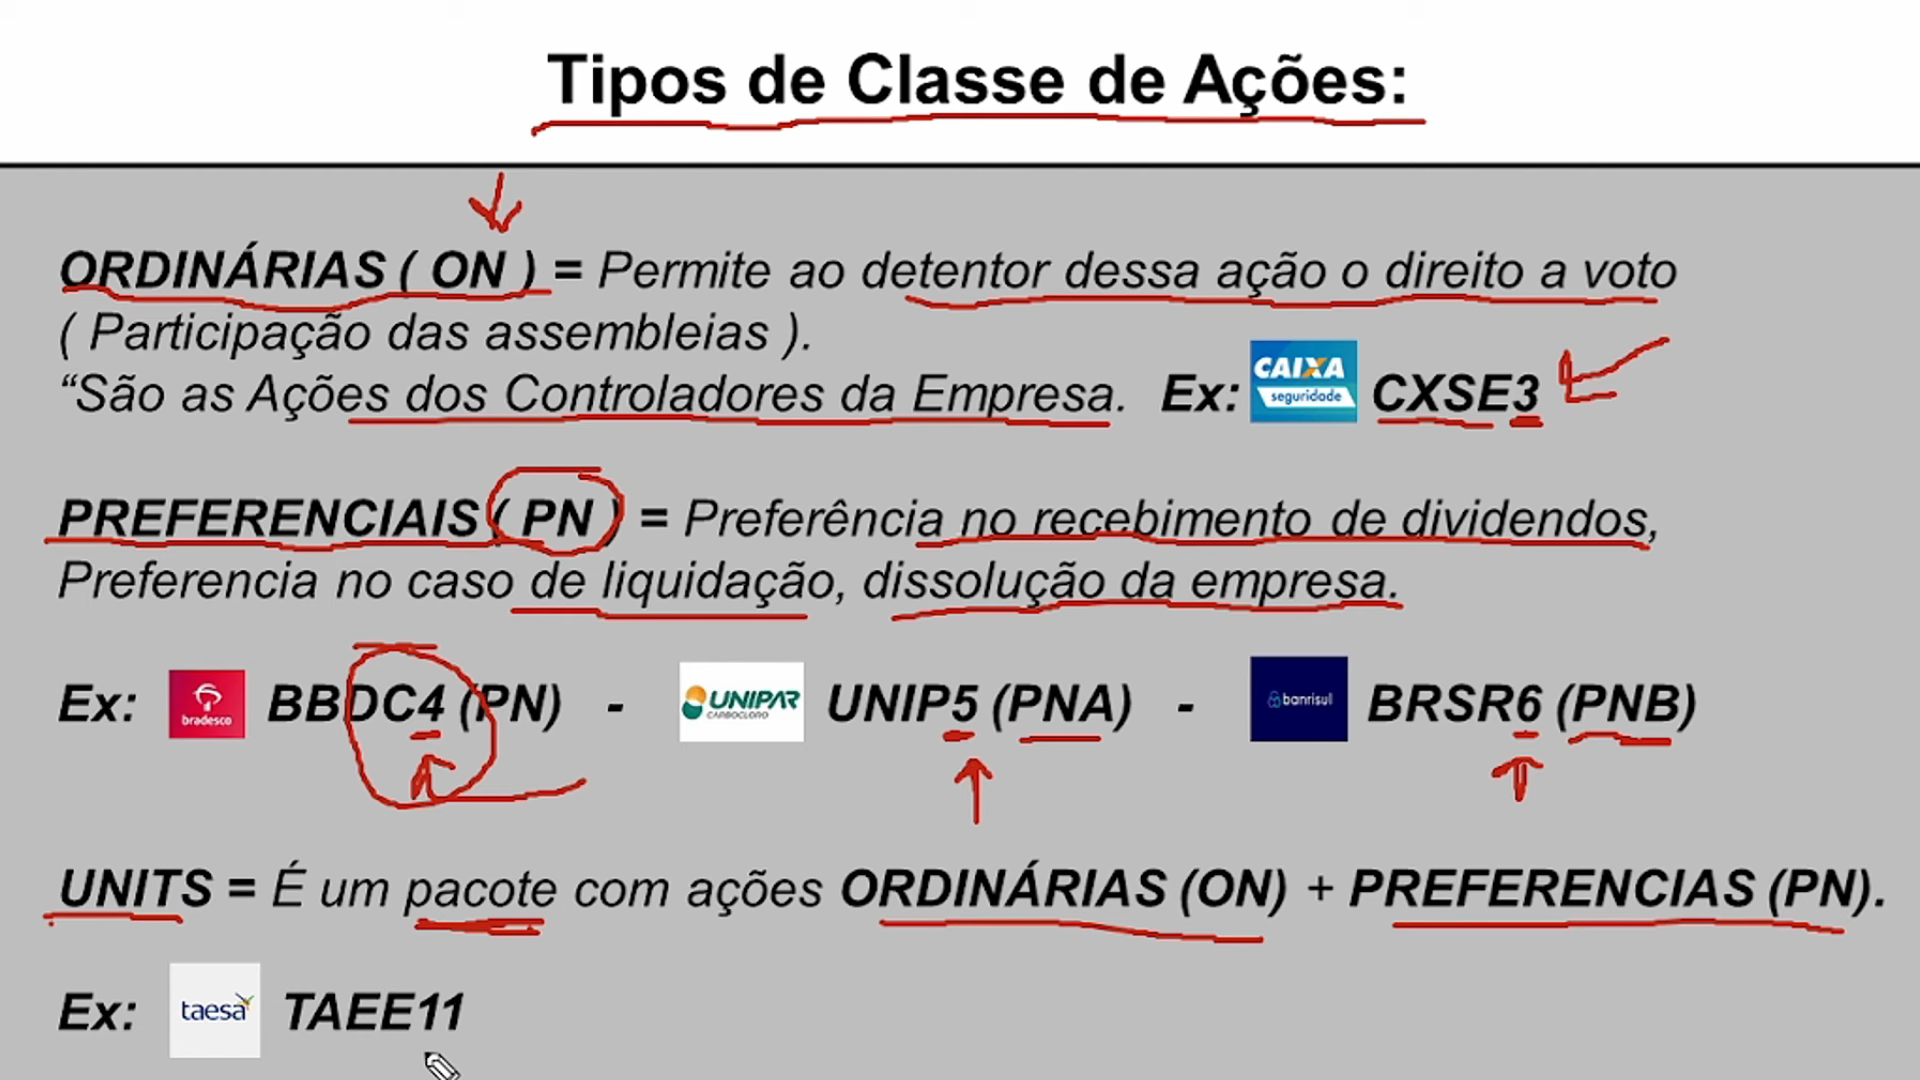 Tipos de Classe de Ações:
ORDINÁRIAS ( ON ) = Permite ao detentor dessa ação o direito a voto
( Participação das assembleias ).
“São as Ações dos Controladores da Empresa. Ex: CAIXA seguridade CXSE3
PREFERENCIAIS ( PN ) = Preferência no recebimento de dividendos,
Preferencia no caso de liquidação, dissolução da empresa.
Ex: bradesco BBDC4 (PN) - UNIPAR CARBOCLORO UNIP5 (PNA) - banrisul BRSR6 (PNB)
UNITS = É um pacote com ações ORDINÁRIAS (ON) + PREFERENCIAS (PN).
Ex: taesa TAEE11